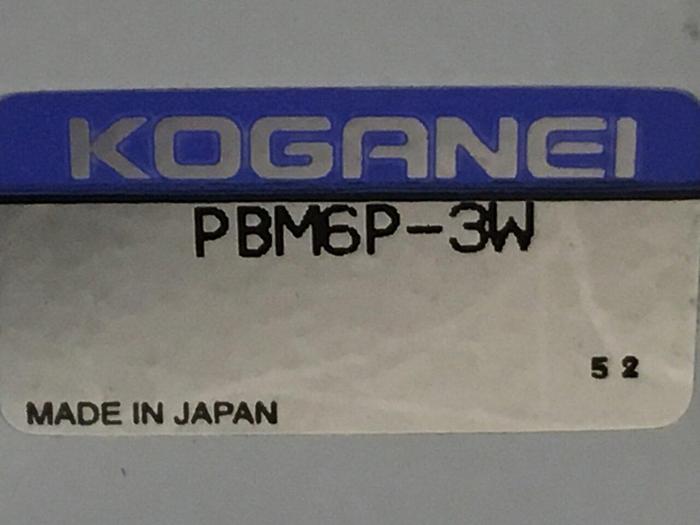 KOGANEI
PBM6P-3W
52
MADE IN JAPAN